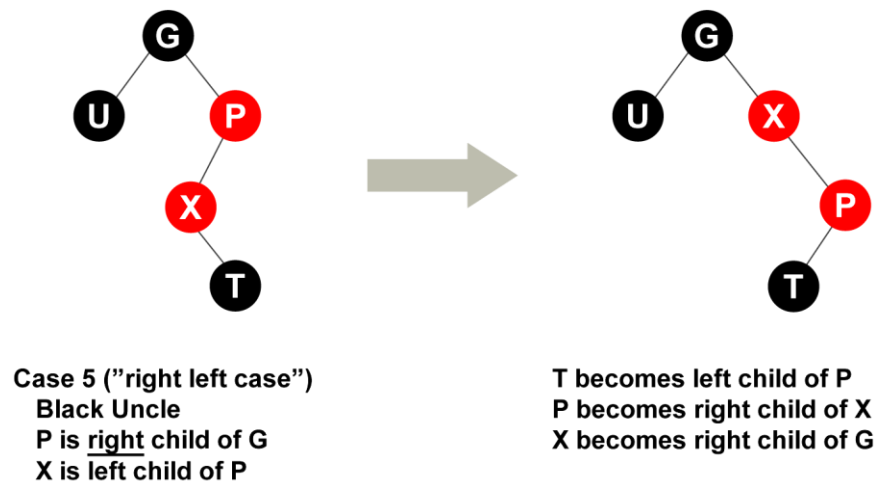 G
G
U
P
U
X
X
P
T
T
Case 5 (”right left case”)
Black Uncle
P is right child of G
X is left child of P
T becomes left child of P
P becomes right child of X
X becomes right child of G